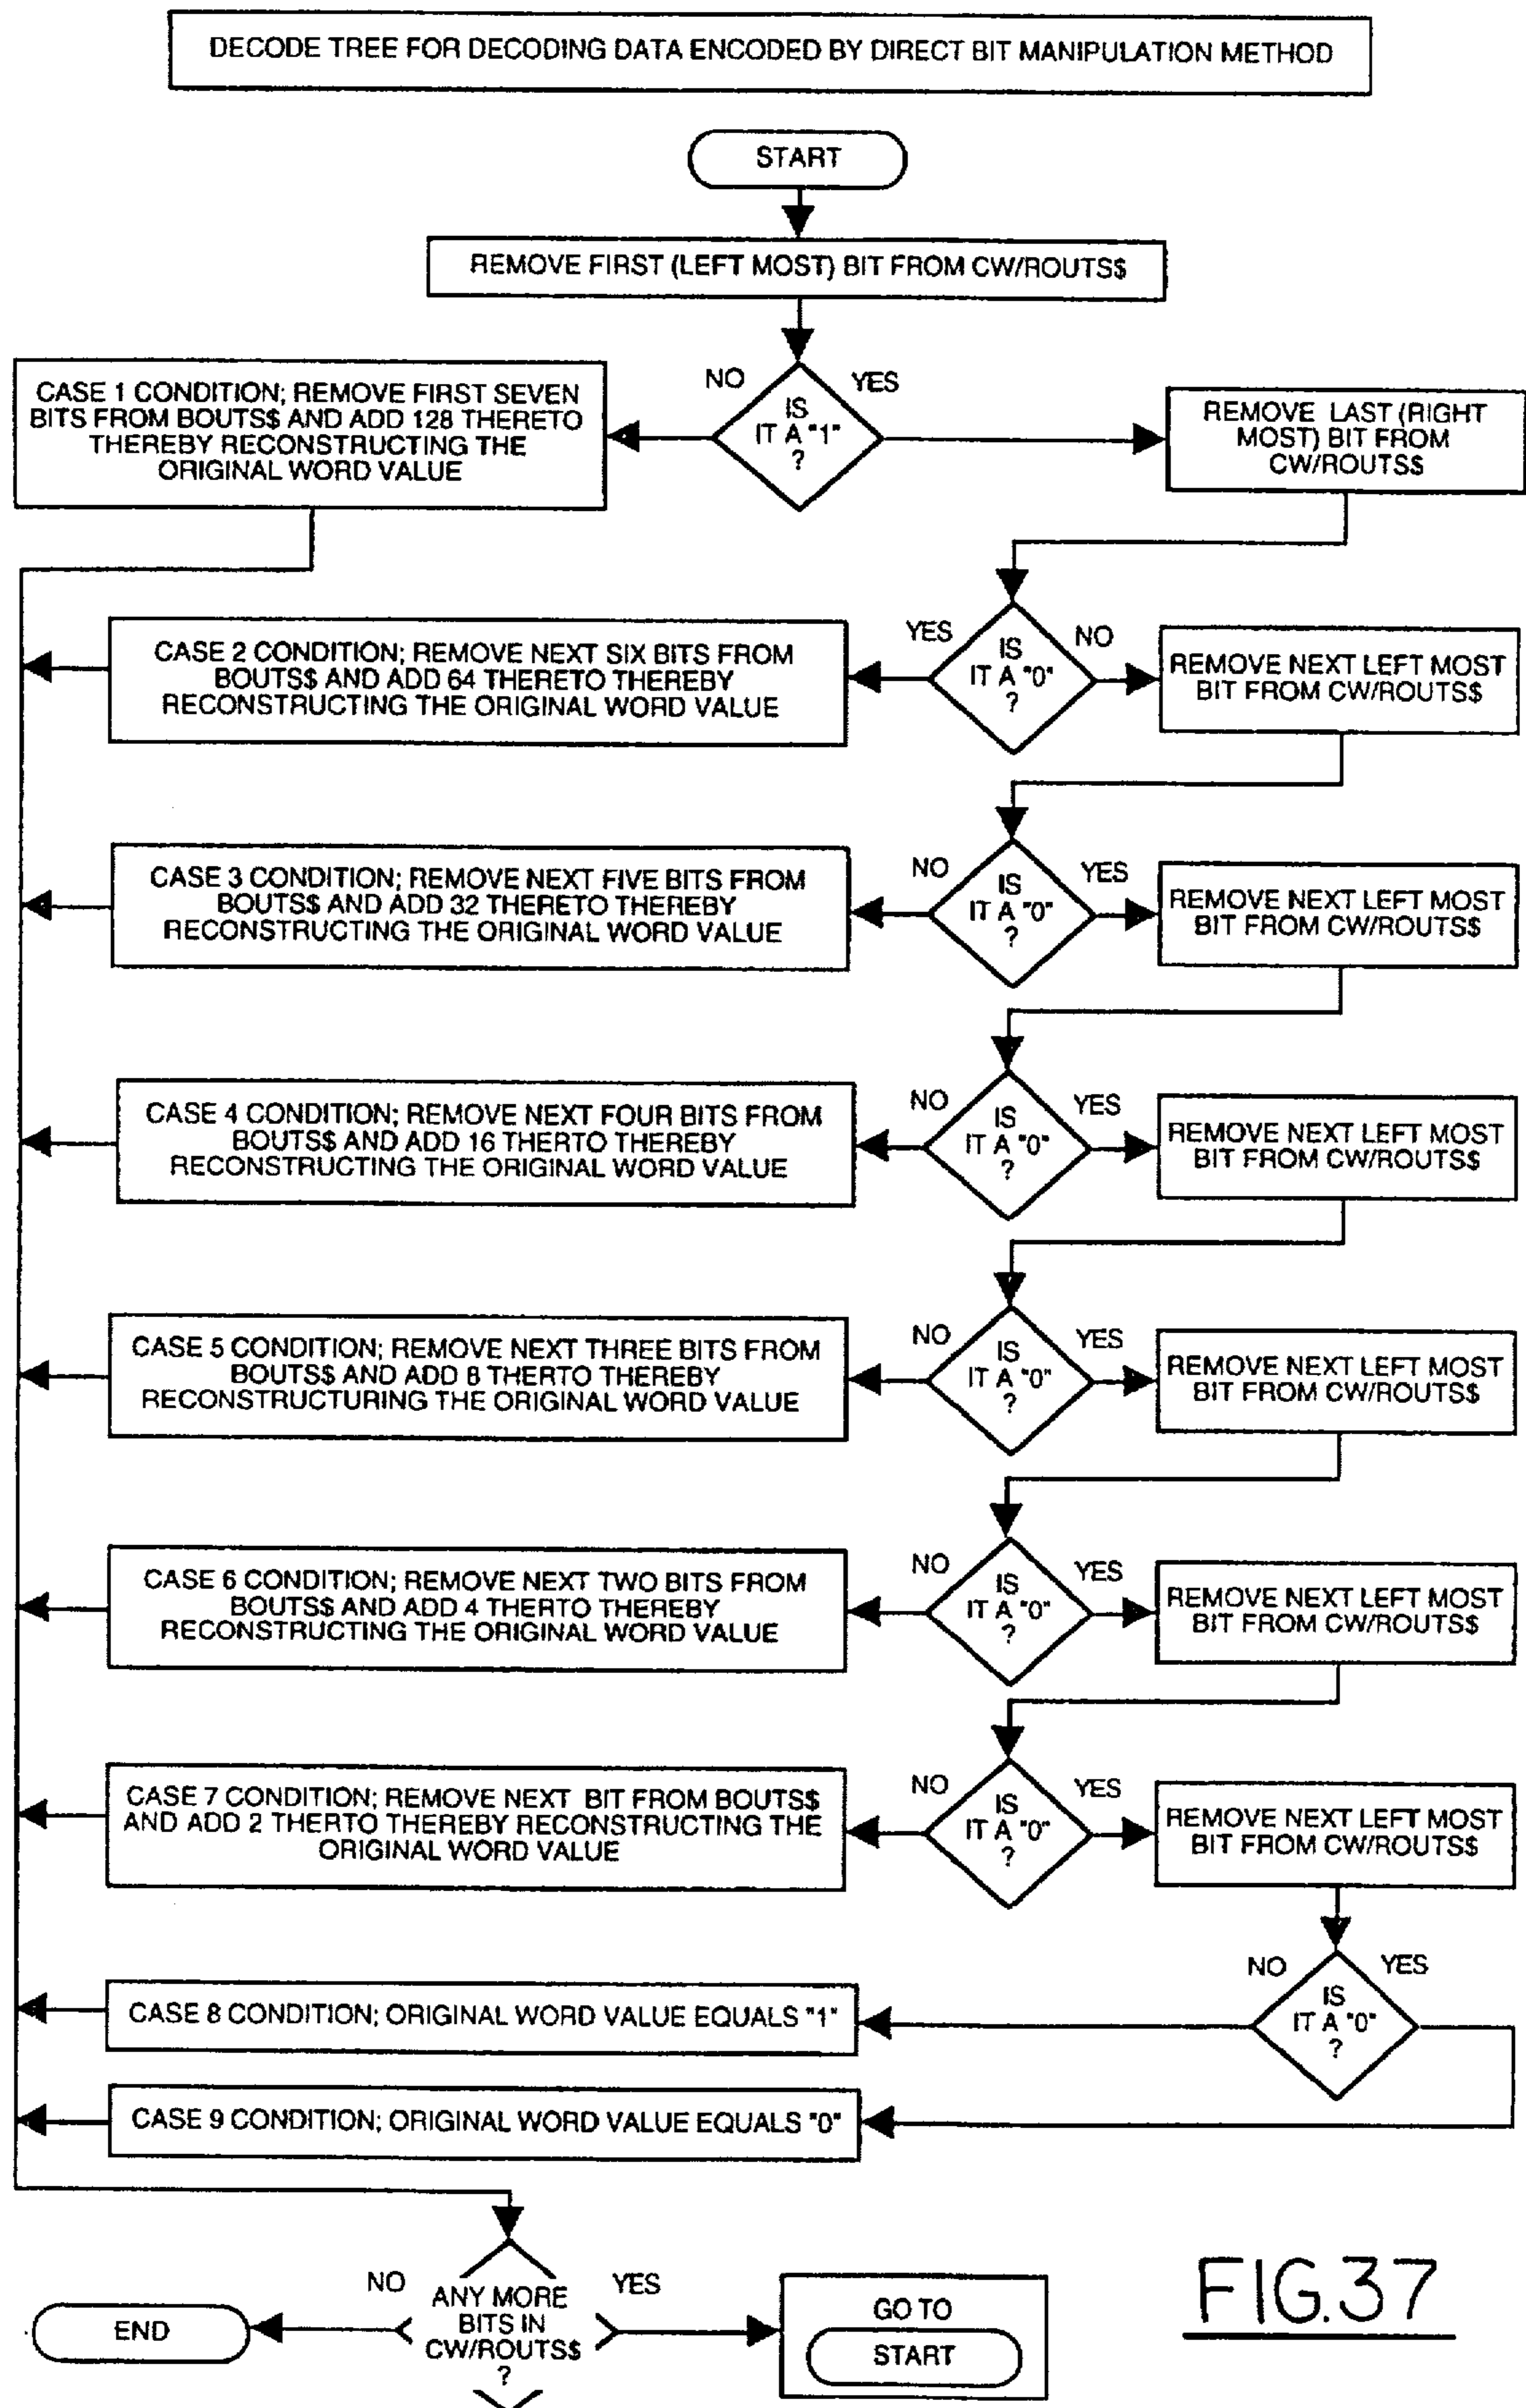 DECODE TREE FOR DECODING DATA ENCODED BY DIRECT BIT MANIPULATION METHOD
START
REMOVE FIRST (LEFT MOST) BIT FROM CW/ROUTS$
NO
YES
IS
IT A "1"
?
CASE 1 CONDITION; REMOVE FIRST SEVEN
BITS FROM BOUTS$ AND ADD 128 THERETO
THEREBY RECONSTRUCTING THE
ORIGINAL WORD VALUE
REMOVE LAST (RIGHT
MOST) BIT FROM
CW/ROUTS$
CASE 2 CONDITION; REMOVE NEXT SIX BITS FROM
BOUTS$ AND ADD 64 THERETO THEREBY
RECONSTRUCTING THE ORIGINAL WORD VALUE
YES
IS
IT A "0"
?
NO
REMOVE NEXT LEFT MOST
BIT FROM CW/ROUTS$
CASE 3 CONDITION; REMOVE NEXT FIVE BITS FROM
BOUTS$ AND ADD 32 THERETO THEREBY
RECONSTRUCTING THE ORIGINAL WORD VALUE
NO
IS
IT A "0"
?
YES
REMOVE NEXT LEFT MOST
BIT FROM CW/ROUTS$
CASE 4 CONDITION; REMOVE NEXT FOUR BITS FROM
BOUTS$ AND ADD 16 THERTO THEREBY
RECONSTRUCTING THE ORIGINAL WORD VALUE
NO
IS
IT A "0"
?
YES
REMOVE NEXT LEFT MOST
BIT FROM CW/ROUTS$
CASE 5 CONDITION; REMOVE NEXT THREE BITS FROM
BOUTS$ AND ADD 8 THERTO THEREBY
RECONSTRUCTURING THE ORIGINAL WORD VALUE
NO
IS
IT A "0"
?
YES
REMOVE NEXT LEFT MOST
BIT FROM CW/ROUTS$
CASE 6 CONDITION; REMOVE NEXT TWO BITS FROM
BOUTS$ AND ADD 4 THERTO THEREBY
RECONSTRUCTING THE ORIGINAL WORD VALUE
NO
IS
IT A "0"
?
YES
REMOVE NEXT LEFT MOST
BIT FROM CW/ROUTS$
CASE 7 CONDITION; REMOVE NEXT BIT FROM BOUTS$
AND ADD 2 THERTO THEREBY RECONSTRUCTING THE
ORIGINAL WORD VALUE
NO
IS
IT A "0"
?
YES
REMOVE NEXT LEFT MOST
BIT FROM CW/ROUTS$
CASE 8 CONDITION; ORIGINAL WORD VALUE EQUALS "1"
NO
IS
IT A "0"
?
YES
CASE 9 CONDITION; ORIGINAL WORD VALUE EQUALS "0"
END
NO
ANY MORE
BITS IN
CW/ROUTS$
?
YES
GO TO
START
FIG.37